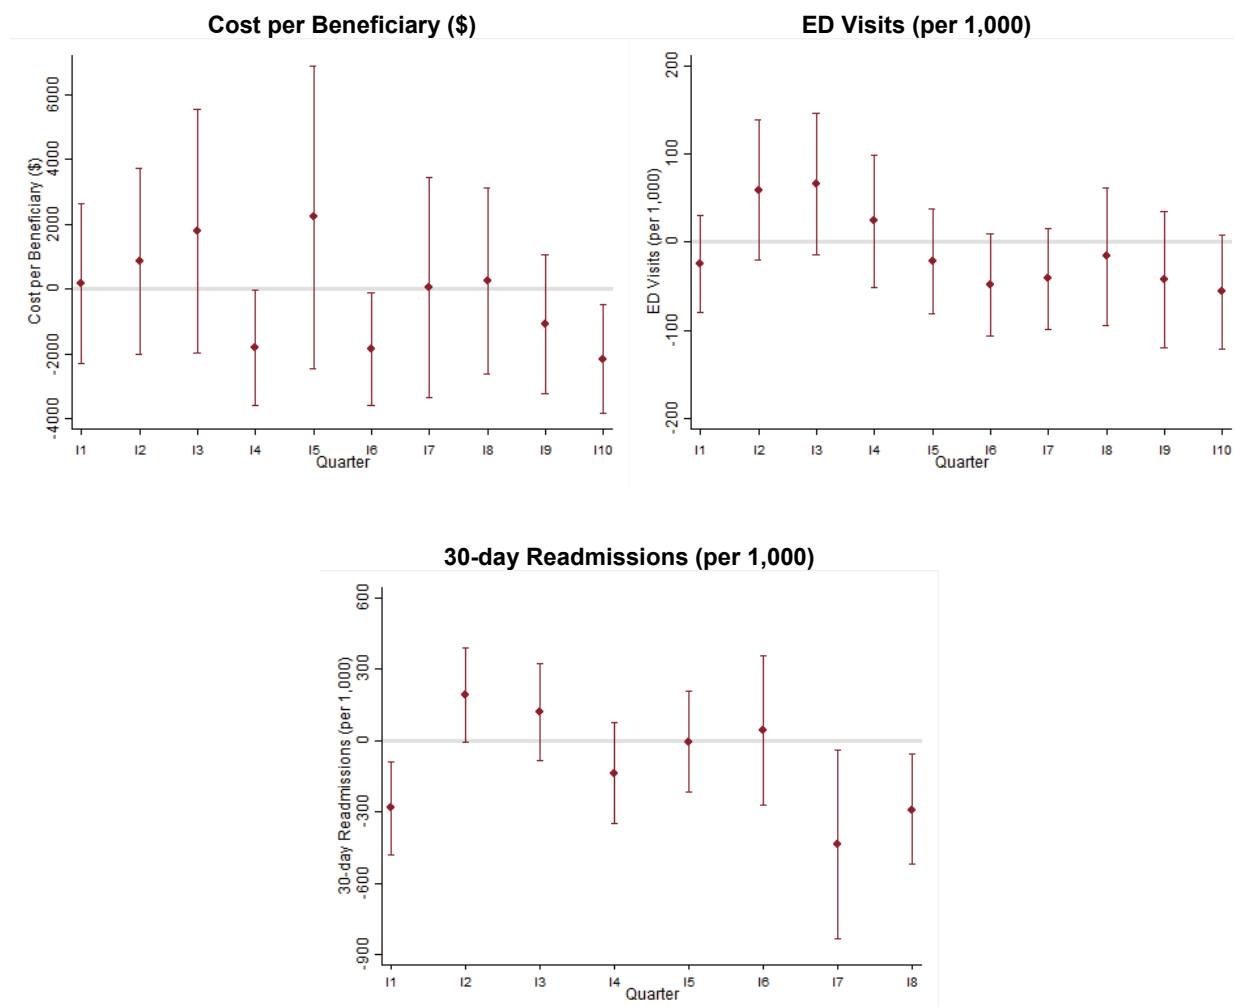 Cost per Beneficiary ($)
Cost per Beneficiary ($)
6000
4000
2000
0
-2000
-4000
I1 I2 I3 I4 I5 I6 I7 I8 I9 I10
Quarter
ED Visits (per 1,000)
ED Visits (per 1,000)
200
100
0
-100
-200
I1 I2 I3 I4 I5 I6 I7 I8 I9 I10
Quarter
30-day Readmissions (per 1,000)
30-day Readmissions (per 1,000)
600
300
0
-300
-600
-900
I1 I2 I3 I4 I5 I6 I7 I8
Quarter